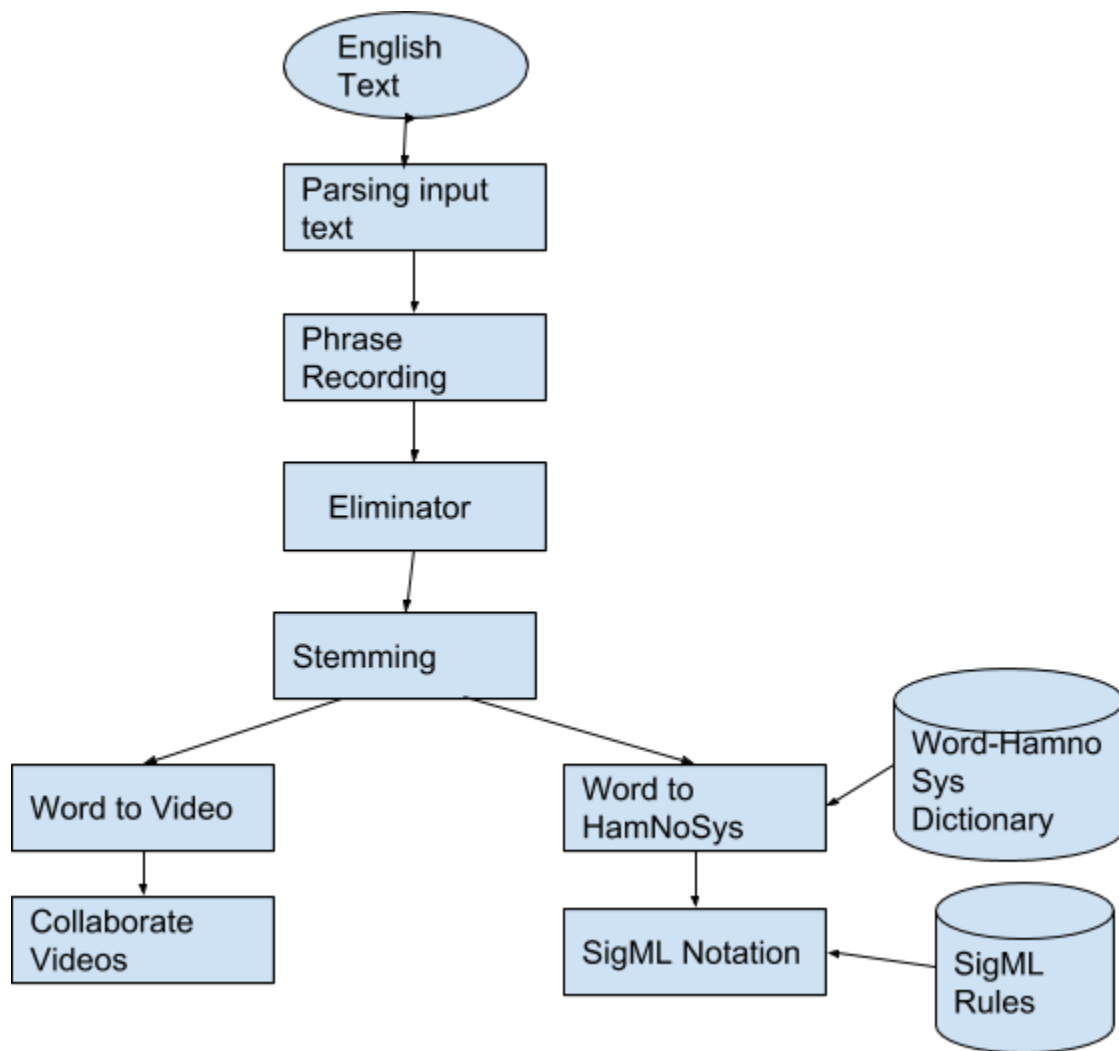 English
Text
Parsing input
text
Phrase
Recording
Eliminator
Stemming
Word to Video
Word to
HamNoSys
Word-Hamno
Sys
Dictionary
Collaborate
Videos
SigML Notation
SigML
Rules